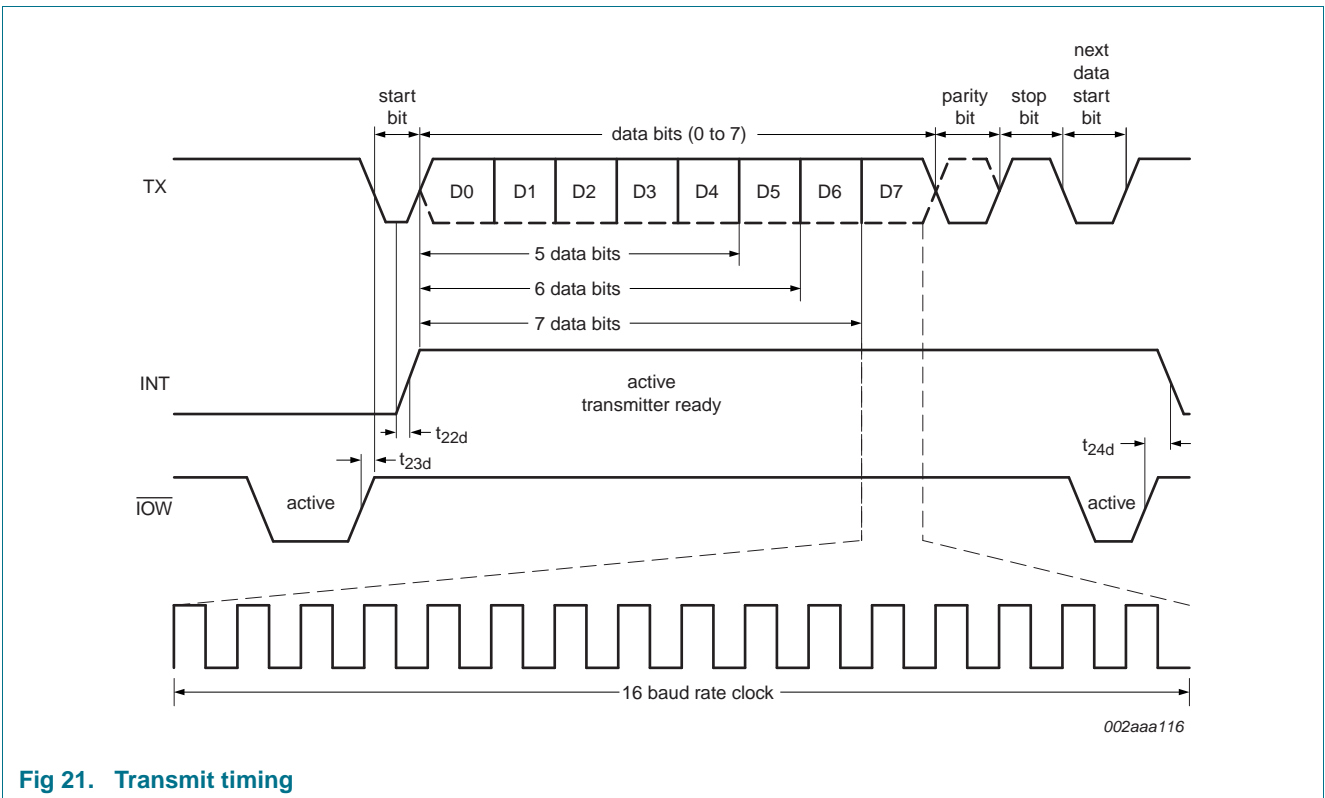 next
data
start
bit
start
bit
parity
bit
stop
bit
data bits (0 to 7)
TX
D0 D1 D2 D3 D4 D5 D6 D7
5 data bits
6 data bits
7 data bits
INT
active
transmitter ready
t22d
t23d
t24d
IOW
active
active
16 baud rate clock
002aaa116
Fig 21. Transmit timing